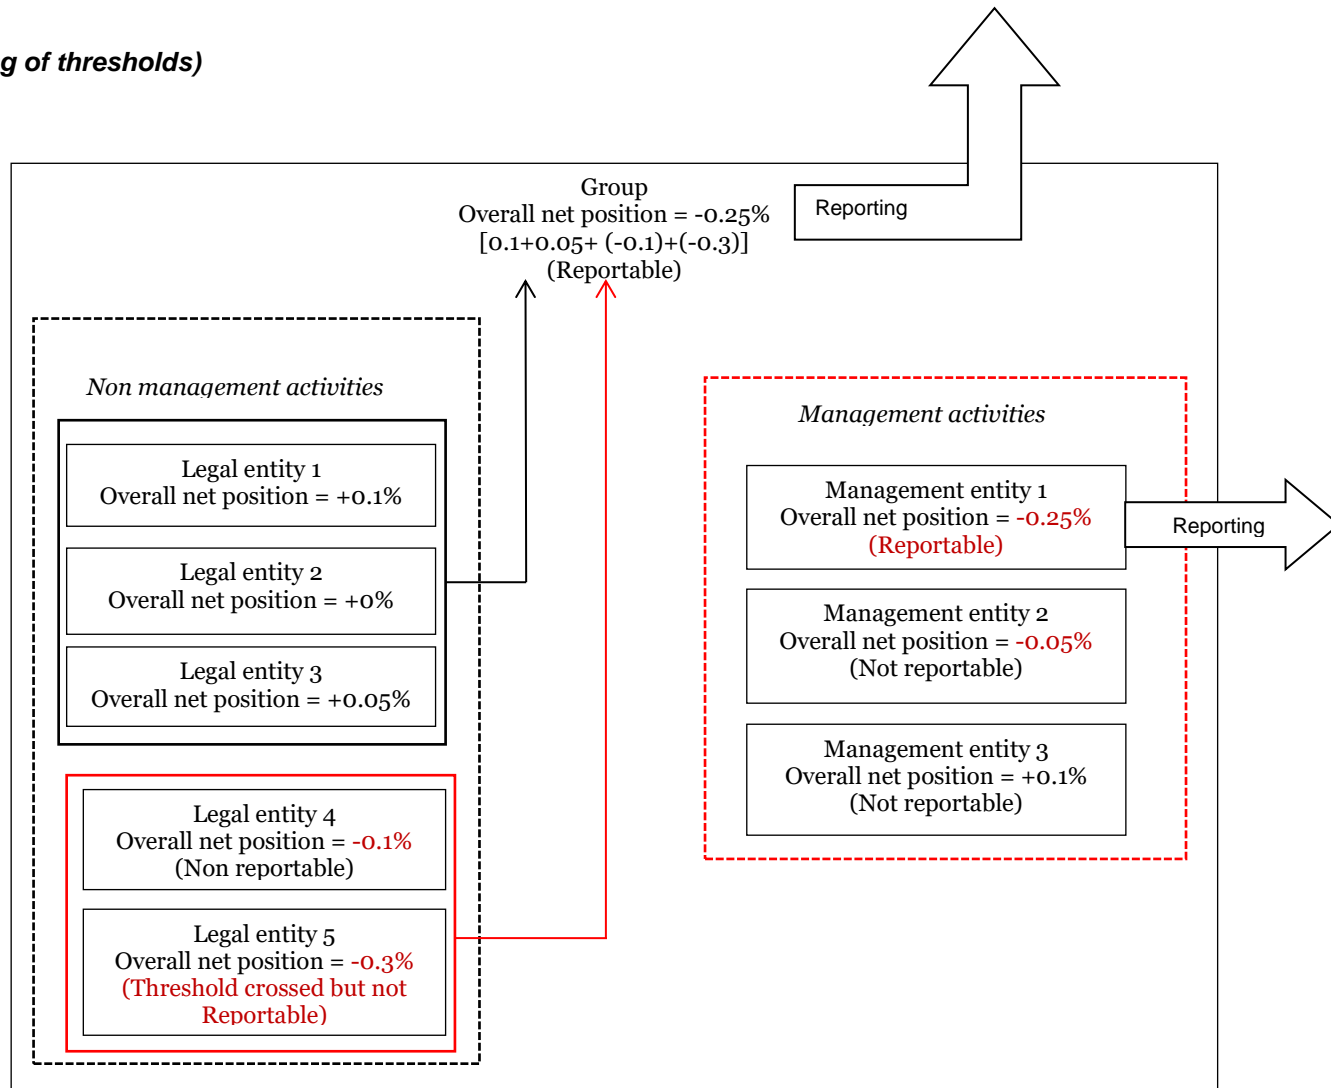 g of thresholds)
Group
Overall net position = -0.25%
[0.1+0.05+ (-0.1)+(-0.3)]
(Reportable)
Reporting
Non management activities
Legal entity 1
Overall net position = +0.1%
Legal entity 2
Overall net position = +0%
Legal entity 3
Overall net position = +0.05%
Legal entity 4
Overall net position = -0.1%
(Non reportable)
Legal entity 5
Overall net position = -0.3%
(Threshold crossed but not
Reportable)
Management activities
Management entity 1
Overall net position = -0.25%
(Reportable)
Reporting
Management entity 2
Overall net position = -0.05%
(Not reportable)
Management entity 3
Overall net position = +0.1%
(Not reportable)